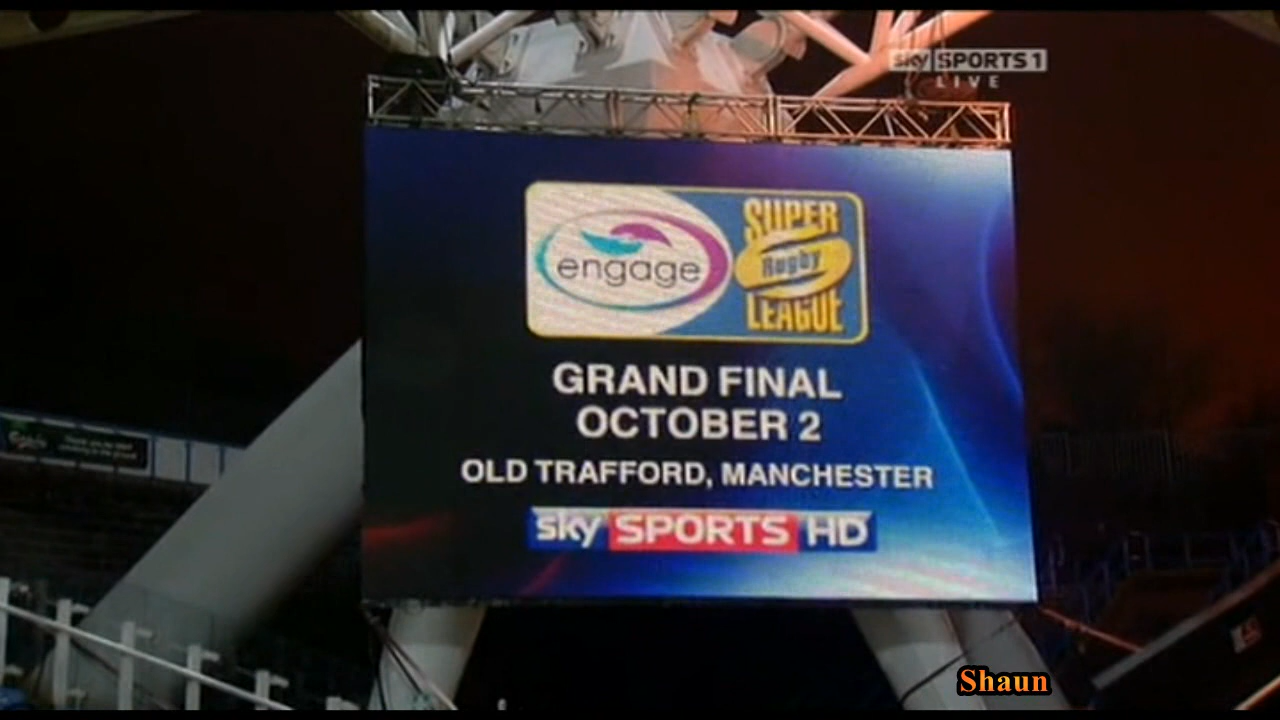 sky SPORTS 1
LIVE
engage
SUPER
Rugby
LEAGUE
GRAND FINAL
OCTOBER 2
OLD TRAFFORD, MANCHESTER
sky SPORTS HD
Shaun